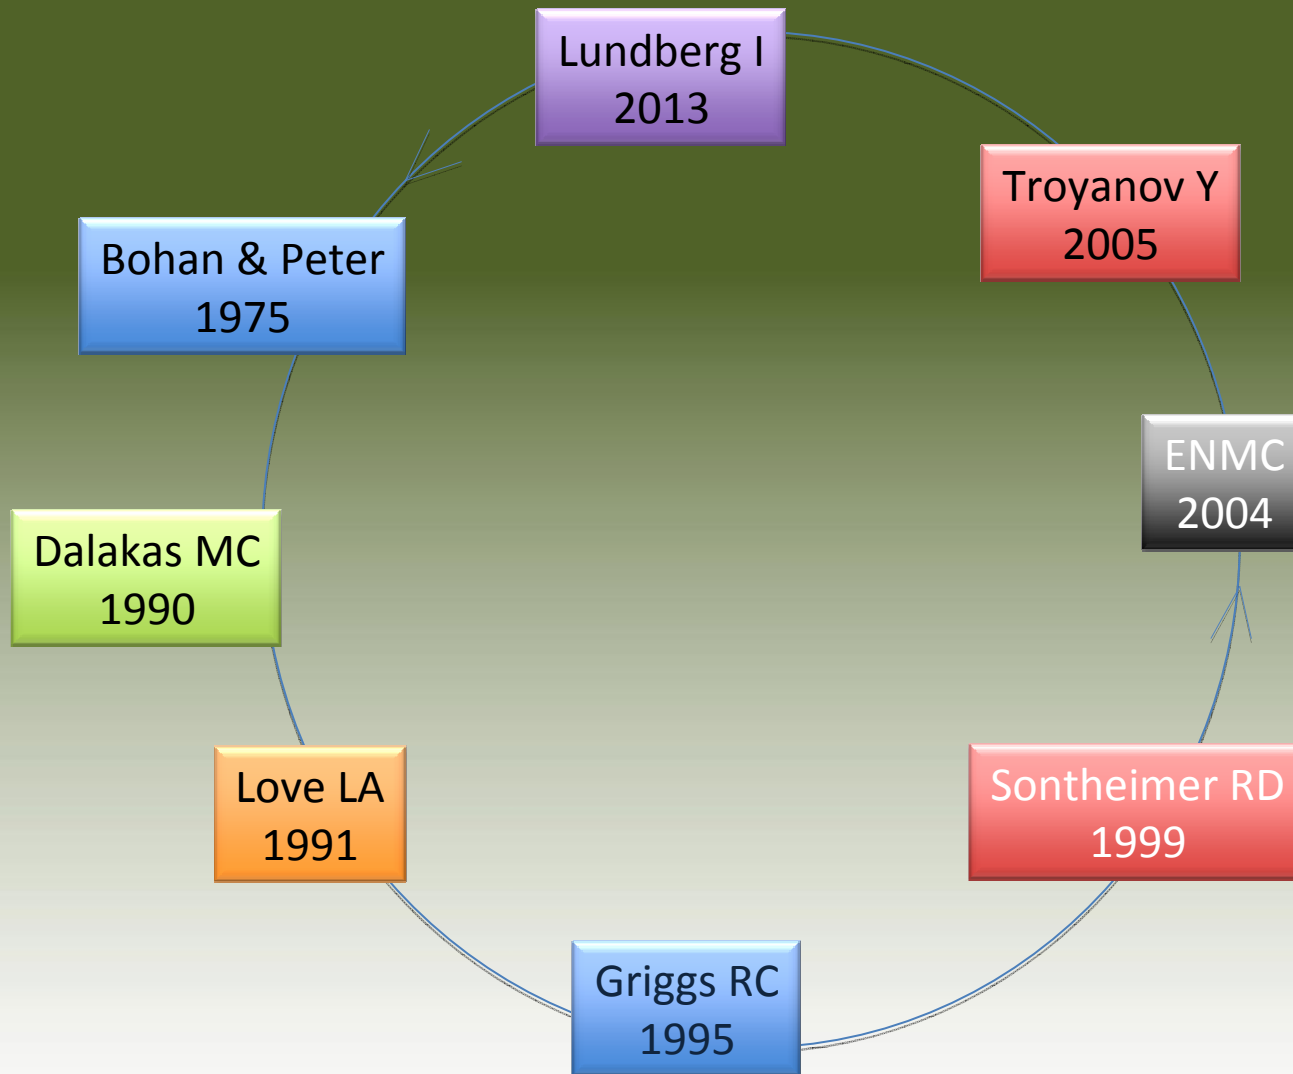 Lundberg I
2013
Troyanov Y
2005
Bohan & Peter
1975
ENMC
2004
Dalakas MC
1990
Love LA
1991
Sontheimer RD
1999
Griggs RC
1995